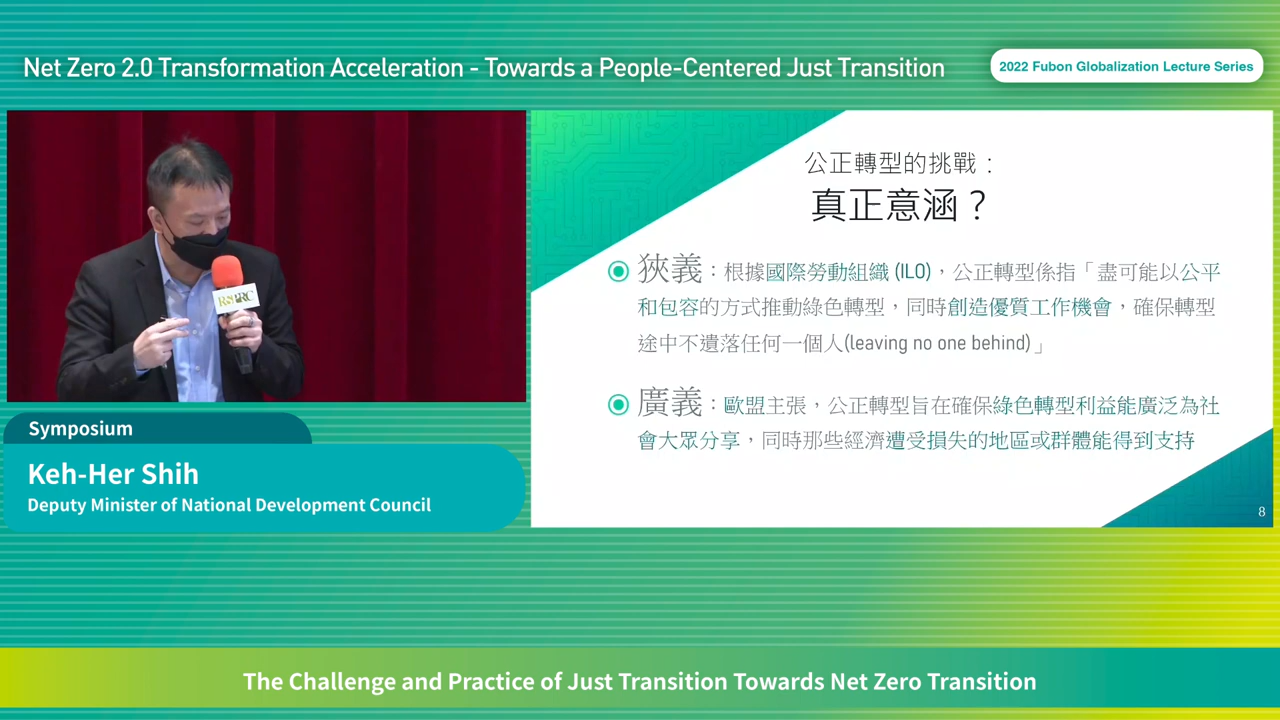 Net Zero 2.0 Transformation Acceleration - Towards a People-Centered Just Transition
2022 Fubon Globalization Lecture Series
RSPRC
公正轉型的挑戰：
真正意涵？
狹義：根據國際勞動組織 (ILO)，公正轉型係指「盡可能以公平
和包容的方式推動綠色轉型，同時創造優質工作機會，確保轉型
途中不遺落任何一個人(leaving no one behind)」
廣義：歐盟主張，公正轉型旨在確保綠色轉型利益能廣泛為社
會大眾分享，同時那些經濟遭受損失的地區或群體能得到支持
8
Symposium
Keh-Her Shih
Deputy Minister of National Development Council
The Challenge and Practice of Just Transition Towards Net Zero Transition